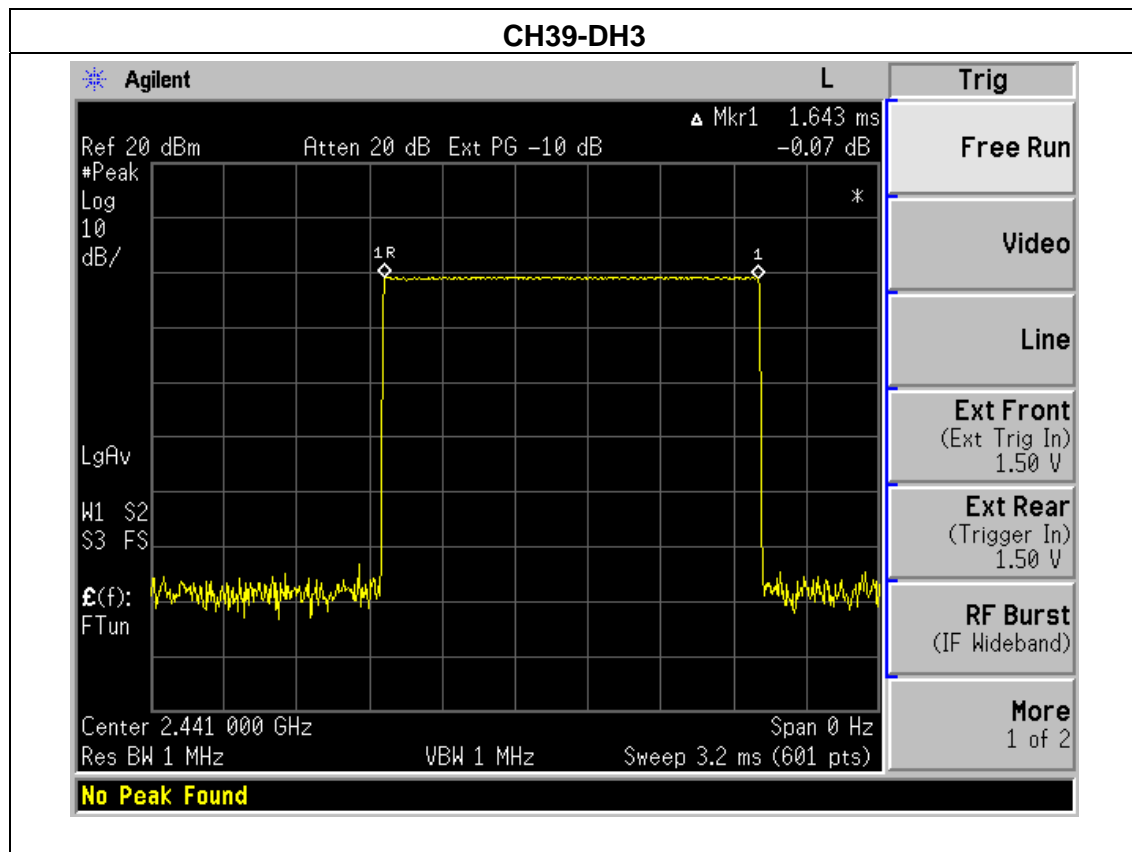 CH39-DH3
Agilent L Trig
Δ Mkr1 1.643 ms
Ref 20 dBm Atten 20 dB Ext PG -10 dB -0.07 dB
#Peak
Log
10
dB/
*
1R
1
LgAv
W1 S2
S3 FS
£(f):
FTun
Center 2.441 000 GHz Span 0 Hz
Res BW 1 MHz VBW 1 MHz Sweep 3.2 ms (601 pts)
No Peak Found
Free Run
Video
Line
Ext Front
(Ext Trig In)
1.50 V
Ext Rear
(Trigger In)
1.50 V
RF Burst
(IF Wideband)
More
1 of 2